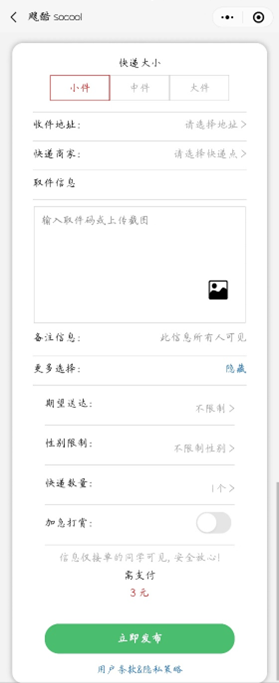 飕酷 socool
快递大小
小件 中件 大件
收件地址: 请选择地址 >
快递商家: 请选择快递点 >
取件信息
输入取件码或上传截图
备注信息: 此信息所有人可见
更多选择: 隐藏
期望送达: 不限制 >
性别限制: 不限制性别 >
快递数量: 1个 >
加急打赏:
信息仅接单的同学可见, 安全放心!
需支付
3 元
立即发布
用户条款&隐私策略